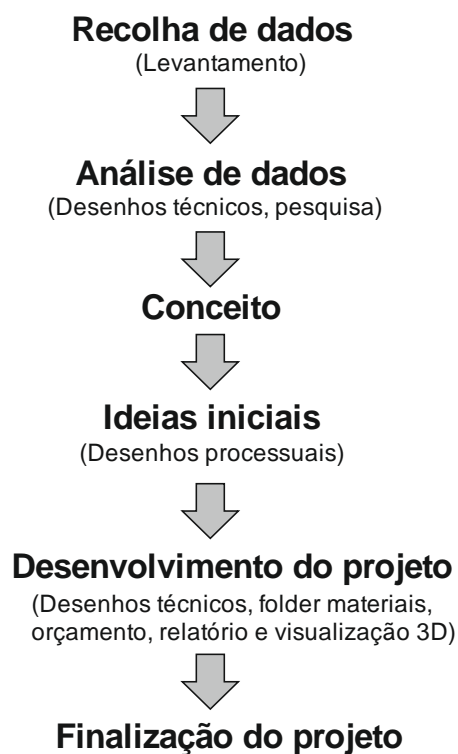 Recolha de dados
(Levantamento)
Análise de dados
(Desenhos técnicos, pesquisa)
Conceito
Ideias iniciais
(Desenhos processuais)
Desenvolvimento do projeto
(Desenhos técnicos, folder materiais,
orçamento, relatório e visualização 3D)
Finalização do projeto